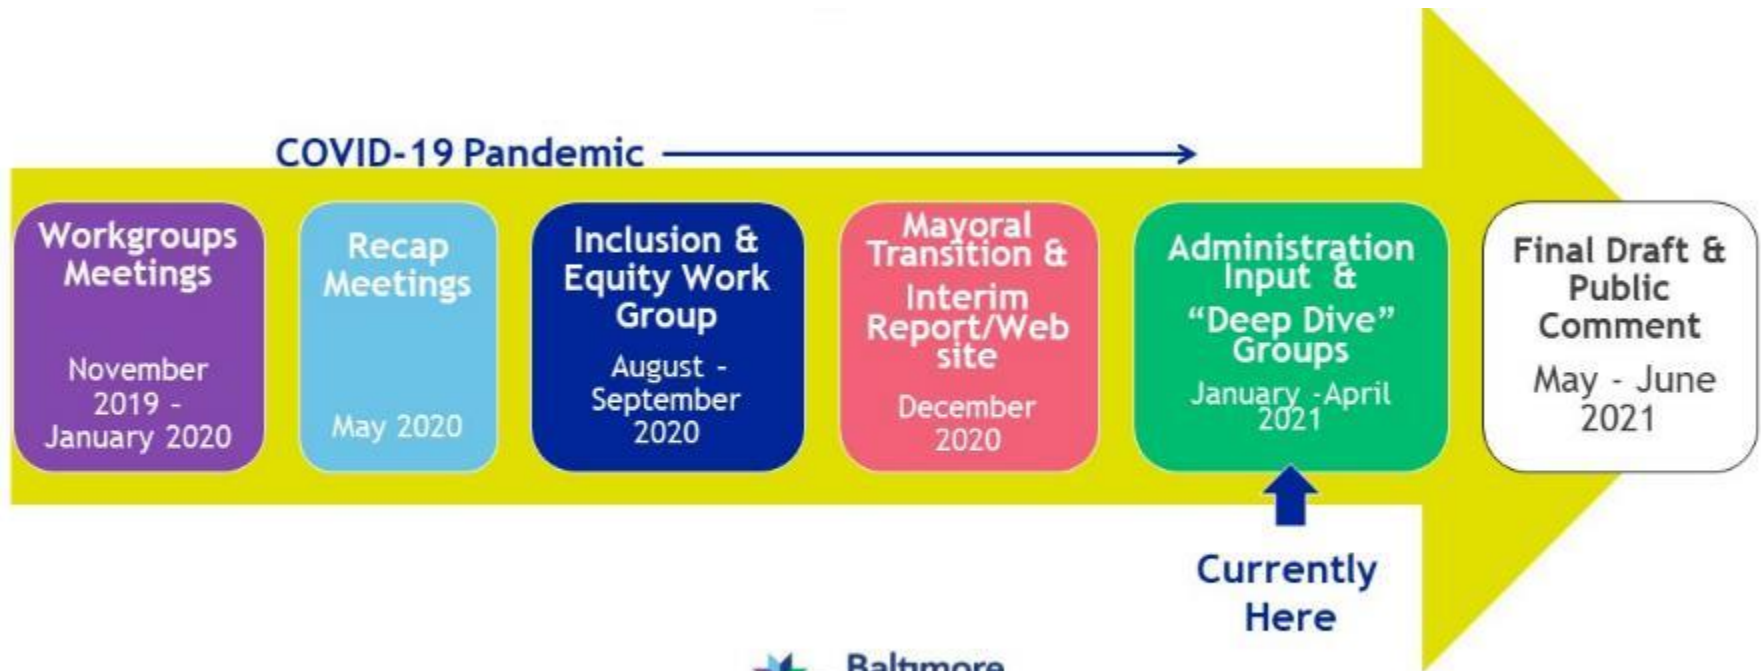 COVID-19 Pandemic
Workgroups
Meetings
November
2019 -
January 2020
Recap
Meetings
May 2020
Inclusion &
Equity Work
Group
August -
September
2020
Mayoral
Transition &
Interim
Report/Web
site
December
2020
Administration
Input &
“Deep Dive”
Groups
January -April
2021
Final Draft &
Public
Comment
May - June
2021
Currently
Here
Baltimore